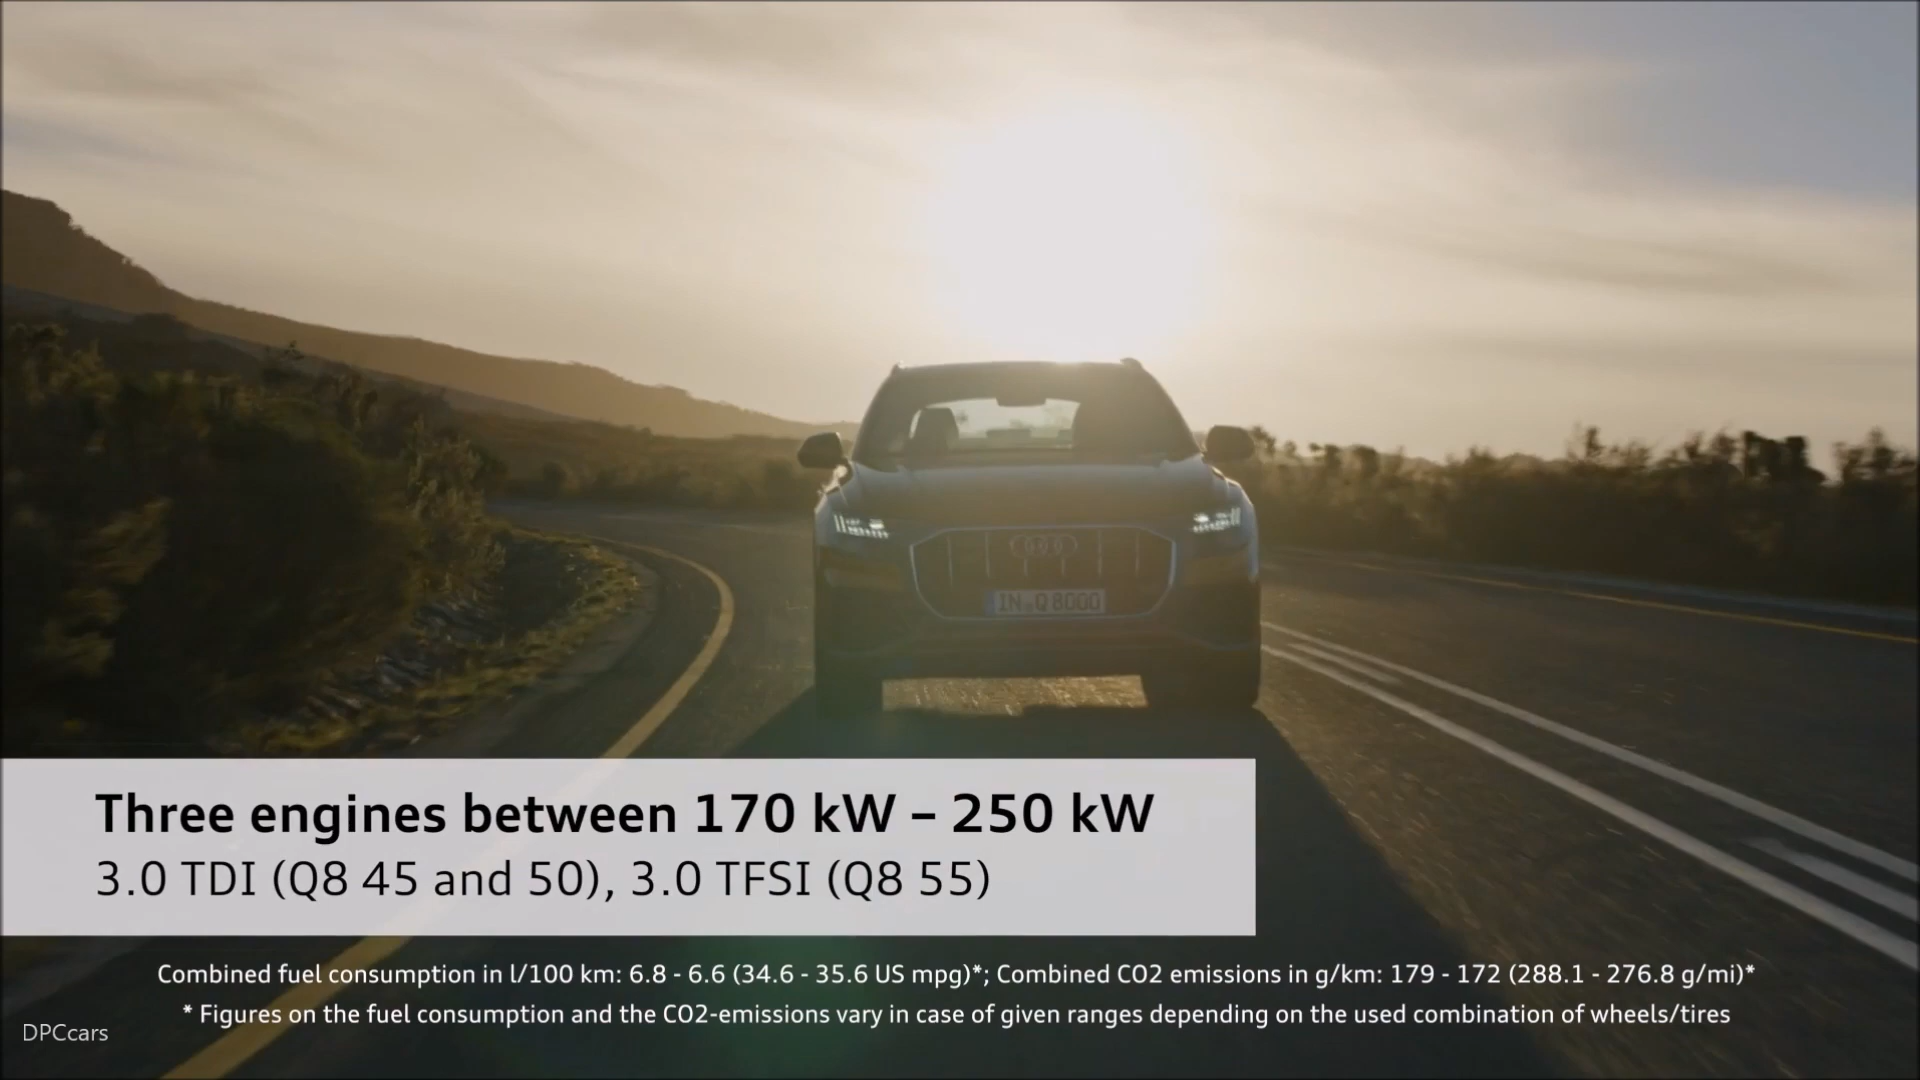 IN Q 8000
Three engines between 170 kW – 250 kW
3.0 TDI (Q8 45 and 50), 3.0 TFSI (Q8 55)
Combined fuel consumption in l/100 km: 6.8 - 6.6 (34.6 - 35.6 US mpg)*; Combined CO2 emissions in g/km: 179 - 172 (288.1 - 276.8 g/mi)*
* Figures on the fuel consumption and the CO2-emissions vary in case of given ranges depending on the used combination of wheels/tires
DPCcars